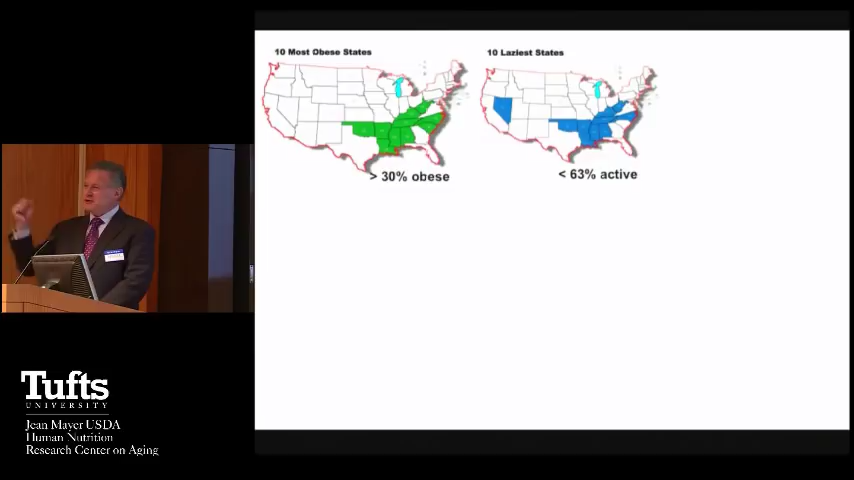 10 Most Obese States
10 Laziest States
> 30% obese
< 63% active
Tufts
UNIVERSITY
Jean Mayer USDA
Human Nutrition
Research Center on Aging